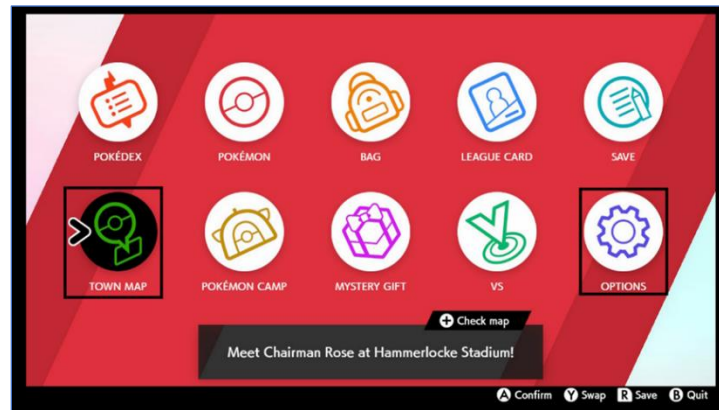 POKÉDEX
POKÉMON
BAG
LEAGUE CARD
SAVE
TOWN MAP
POKÉMON CAMP
MYSTERY GIFT
VS
OPTIONS
+ Check map
Meet Chairman Rose at Hammerlocke Stadium!
A Confirm Y Swap R Save B Quit